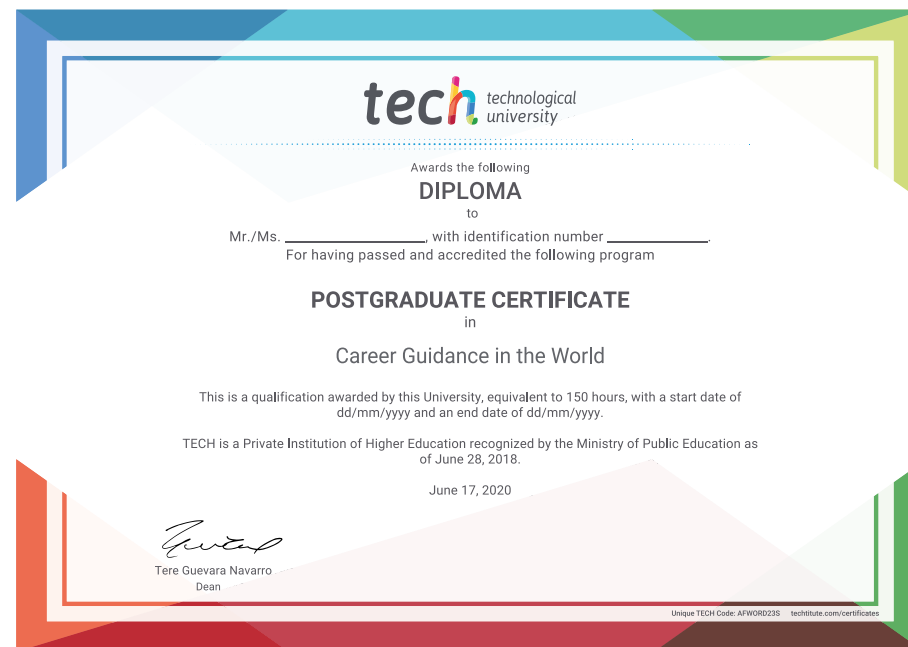 tech technological
university
Awards the following
DIPLOMA
to
Mr./Ms. ____________________, with identification number __________________.
For having passed and accredited the following program
POSTGRADUATE CERTIFICATE
in
Career Guidance in the World
This is a qualification awarded by this University, equivalent to 150 hours, with a start date of
dd/mm/yyyy and an end date of dd/mm/yyyy.
TECH is a Private Institution of Higher Education recognized by the Ministry of Public Education as
of June 28, 2018.
June 17, 2020
Tere Guevara Navarro
Dean
Unique TECH Code: AFWORD23S techtitute.com/certificates